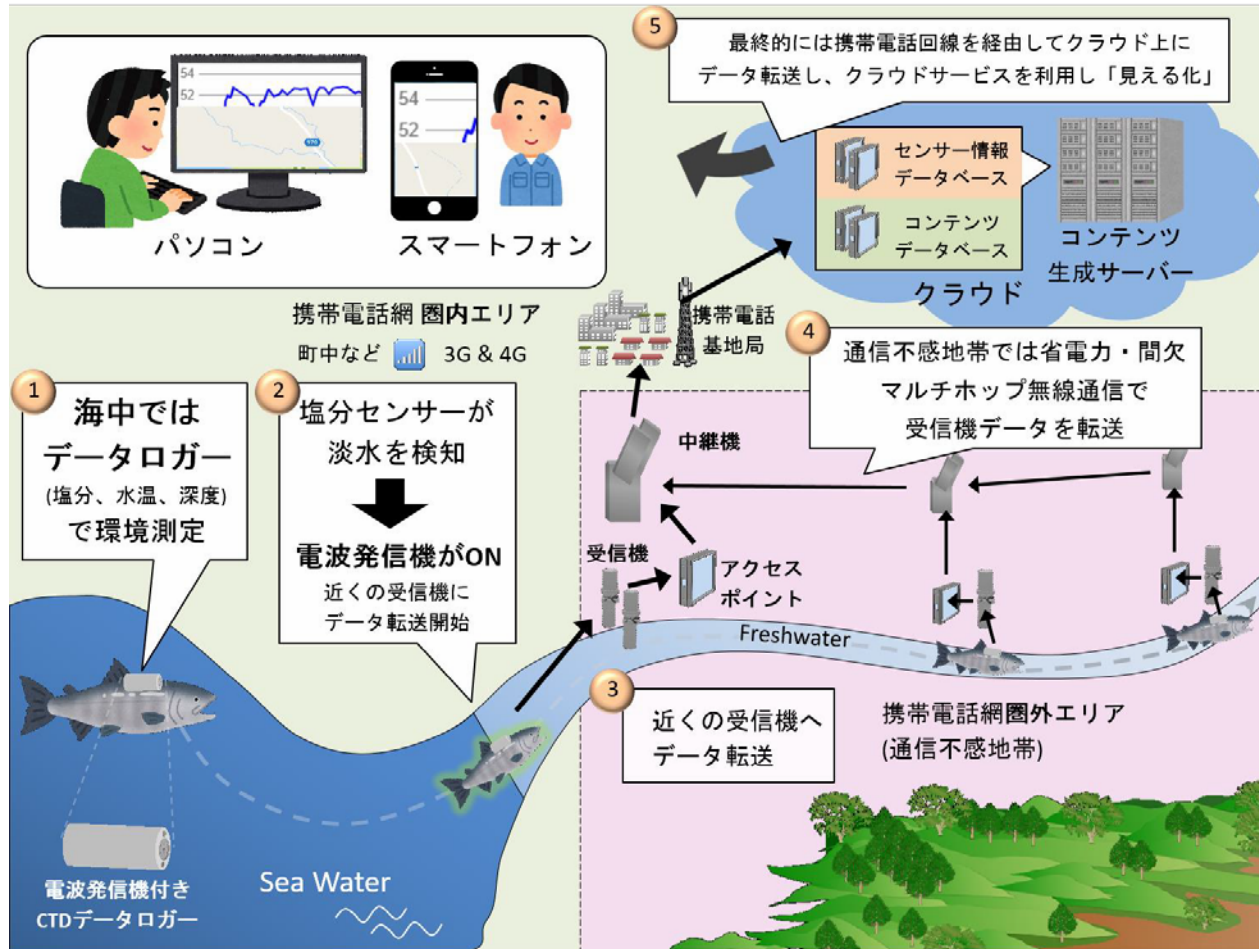 54
52
パソコン
54
52
スマートフォン
5
最終的には携帯電話回線を経由してクラウド上に
データ転送し、クラウドサービスを利用し「見える化」
センサー情報
データベース
コンテンツ
データベース
コンテンツ
生成サーバー
クラウド
携帯電話網 圏内エリア
町中など 3G & 4G
携帯電話
基地局
1
海中では
データロガー
(塩分、水温、深度)
で環境測定
2
塩分センサーが
淡水を検知
電波発信機がON
近くの受信機に
データ転送開始
4
通信不感地帯では省電力・間欠
マルチホップ無線通信で
受信機データを転送
中継機
受信機
アクセス
ポイント
Freshwater
3
近くの受信機へ
データ転送
携帯電話網圏外エリア
(通信不感地帯)
電波発信機付き
CTDデータロガー
Sea Water